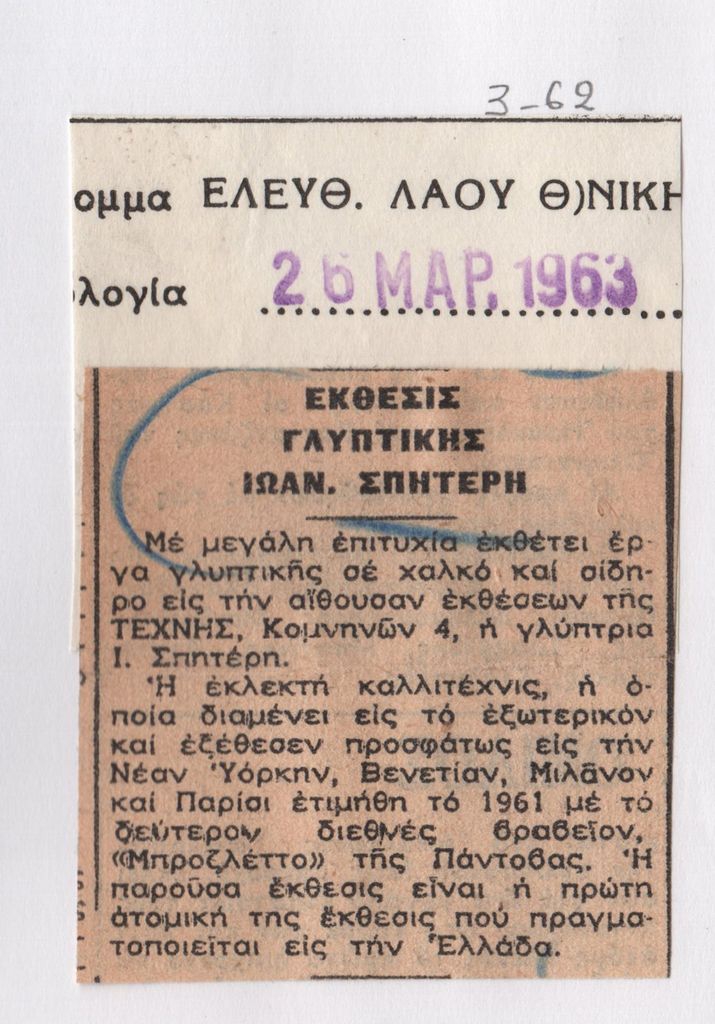 3-62
ομμα ΕΛΕΥΘ. ΛΑΟΥ Θ)ΝΙΚΗ
λογία 26 ΜΑΡ. 1963
ΕΚΘΕΣΙΣ
ΓΛΥΠΤΙΚΗΣ
ΙΩΑΝ. ΣΠΗΤΕΡΗ
Μέ μεγάλη ἐπιτυχία ἐκθέτει ἔρ-
γα γλυπτικῆς σέ χαλκό καί σίδη-
ρο εἰς τήν αἴθουσαν ἐκθέσεων τῆς
ΤΕΧΝΗΣ, Κομνηνῶν 4, ἡ γλύπτρια
Ι. Σπητέρη.
Ἡ ἐκλεκτή καλλιτέχνις, ἡ ὁ-
ποία διαμένει εἰς τό ἐξωτερικόν
καί ἐξέθεσεν προσφάτως εἰς τήν
Νέαν Ὑόρκην, Βενετίαν, Μιλᾶνον
καί Παρίσι ἐτιμήθη τό 1961 μέ τό
δεύτερον διεθνές βραβεῖον,
«Μπροζλέττο» τῆς Πάντοβας. Ἡ
παροῦσα ἔκθεσις εἶναι ἡ πρώτη
ἀτομική της ἔκθεσις πού πραγμα-
τοποιεῖται εἰς τήν Ἑλλάδα.